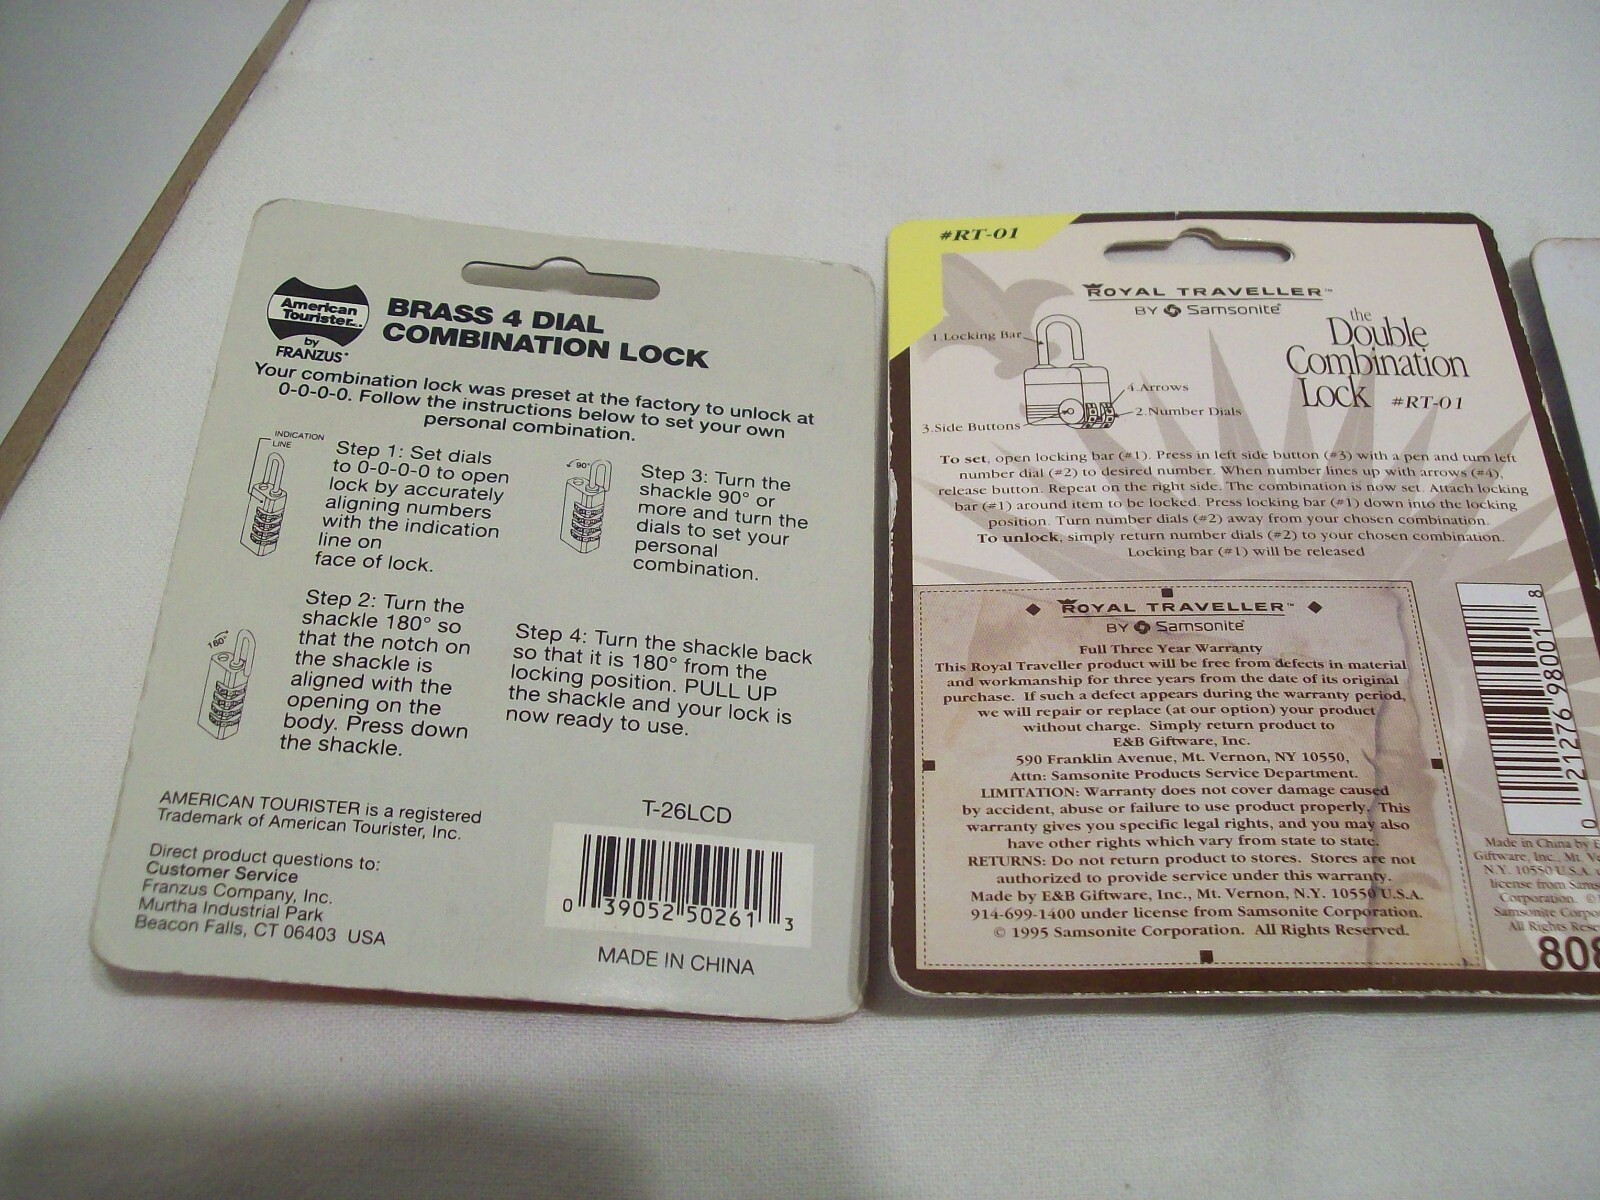 American
Tourister
by
FRANZUS
BRASS 4 DIAL
COMBINATION LOCK
Your combination lock was preset at the factory to unlock at
0-0-0-0. Follow the instructions below to set your own
personal combination.
INDICATION
LINE
Step 1: Set dials
to 0-0-0-0 to open
lock by accurately
aligning numbers
with the indication
line on
face of lock.
180°
Step 2: Turn the
shackle 180° so
that the notch on
the shackle is
aligned with the
opening on the
body. Press down
the shackle.
90°
Step 3: Turn the
shackle 90° or
more and turn the
dials to set your
personal
combination.
Step 4: Turn the shackle back
so that it is 180° from the
locking position. PULL UP
the shackle and your lock is
now ready to use.
AMERICAN TOURISTER is a registered
Trademark of American Tourister, Inc.
Direct product questions to:
Customer Service
Franzus Company, Inc.
Murtha Industrial Park
Beacon Falls, CT 06403 USA
T-26LCD
0 39052 50261 3
MADE IN CHINA
#RT-01
ROYAL TRAVELLER™
BY Samsonite
the
Double
Combination
Lock #RT-01
1.Locking Bar
4.Arrows
2.Number Dials
3.Side Buttons
To set, open locking bar (#1). Press in left side button (#3) with a pen and turn left
number dial (#2) to desired number. When number lines up with arrows (#4),
release button. Repeat on the right side. The combination is now set. Attach locking
bar (#1) around item to be locked. Press locking bar (#1) down into the locking
position. Turn number dials (#2) away from your chosen combination.
To unlock, simply return number dials (#2) to your chosen combination.
Locking bar (#1) will be released
ROYAL TRAVELLER™
BY Samsonite
Full Three Year Warranty
This Royal Traveller product will be free from defects in material
and workmanship for three years from the date of its original
purchase. If such a defect appears during the warranty period,
we will repair or replace (at our option) your product
without charge. Simply return product to
E&B Giftware, Inc.
590 Franklin Avenue, Mt. Vernon, NY 10550,
Attn: Samsonite Products Service Department.
LIMITATION: Warranty does not cover damage caused
by accident, abuse or failure to use product properly. This
warranty gives you specific legal rights, and you may also
have other rights which vary from state to state.
RETURNS: Do not return product to stores. Stores are not
authorized to provide service under this warranty.
Made by E&B Giftware, Inc., Mt. Vernon, N.Y. 10550 U.S.A.
914-699-1400 under license from Samsonite Corporation.
© 1995 Samsonite Corporation. All Rights Reserved.
0 21276 98001 8
Made in China by E
Giftware, Inc., Mt. Ve
N.Y. 10550 U.S.A. u
license from Sams
Corporation. ©
Samsonite Corpo
All Rights Rese
808